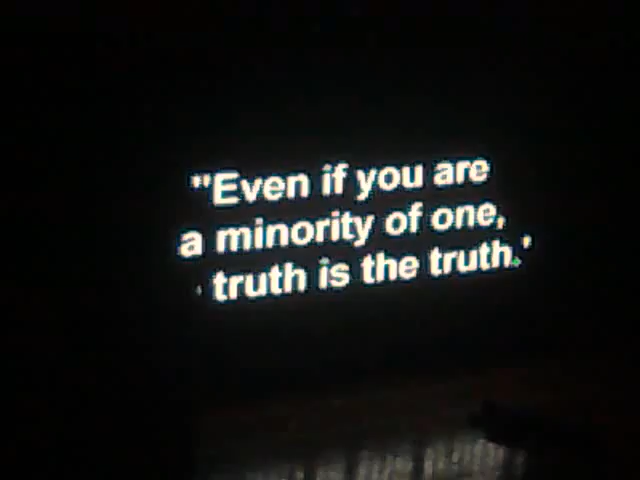 "Even if you are
a minority of one,
truth is the truth."